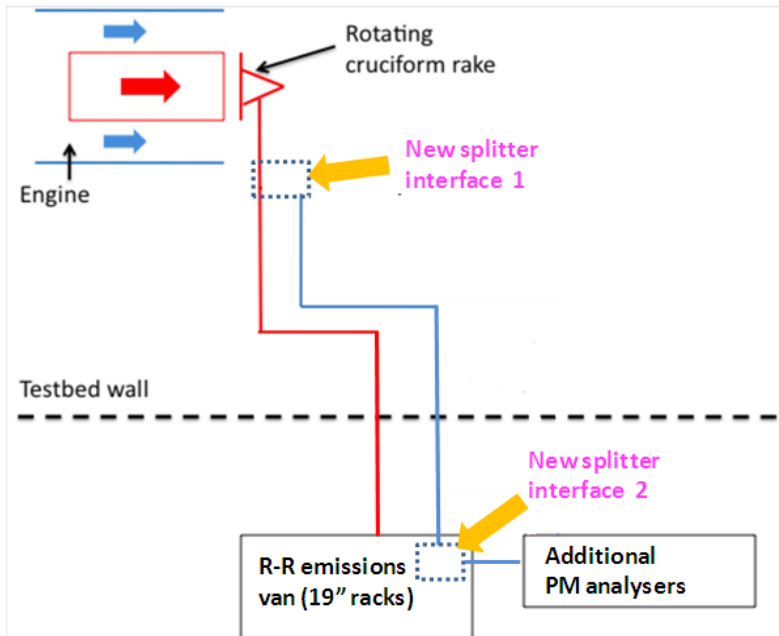 Rotating
cruciform rake
New splitter
interface 1
Engine
Testbed wall
New splitter
interface 2
R-R emissions
van (19” racks)
Additional
PM analysers